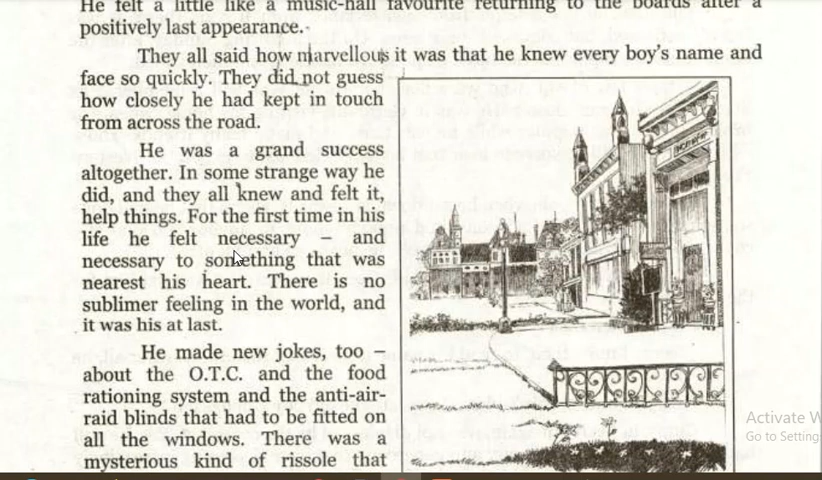 He felt a little like a music-hall favourite returning to the boards after a
positively last appearance.
They all said how marvellous it was that he knew every boy's name and
face so quickly. They did not guess
how closely he had kept in touch
from across the road.
He was a grand success
altogether. In some strange way he
did, and they all knew and felt it,
help things. For the first time in his
life he felt necessary – and
necessary to something that was
nearest his heart. There is no
sublimer feeling in the world, and
it was his at last.
He made new jokes, too –
about the O.T.C. and the food
rationing system and the anti-air-
raid blinds that had to be fitted on
all the windows. There was a
mysterious kind of rissole that
Activate W
Go to Setting